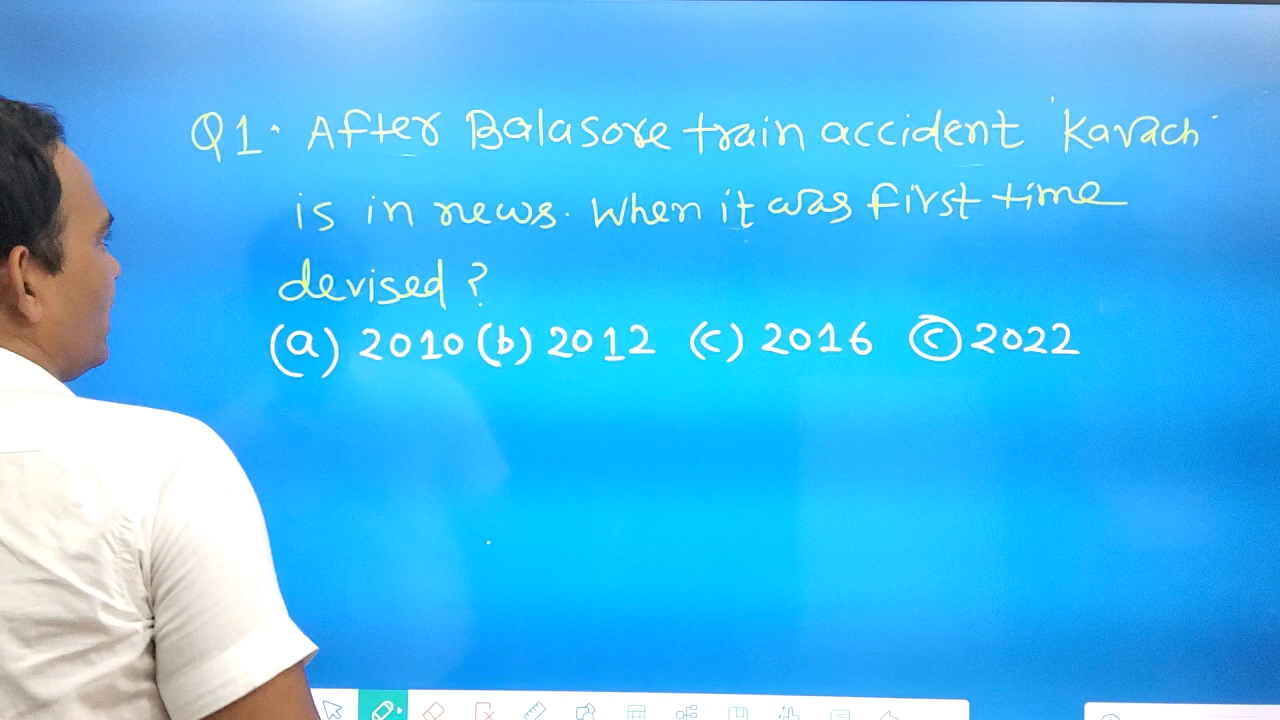 Q1. After Balasore train accident 'Kavach'
is in news. When it was first time
devised?
(a) 2010 (b) 2012 (c) 2016 (c) 2022